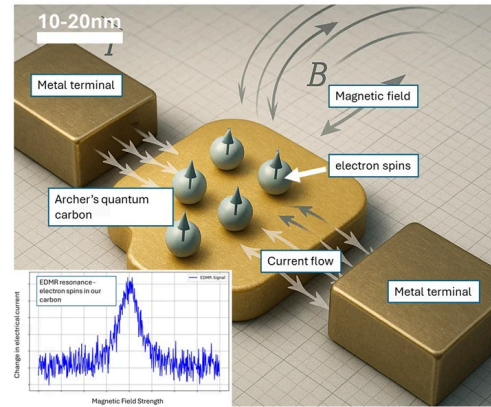 10-20nm
T
Metal terminal
B
Magnetic field
electron spins
Archer's quantum
carbon
Current flow
Metal terminal
EDMR resonance -
electron spins in our
carbon
EDMR Signal
Change in electrical current
Magnetic Field Strength